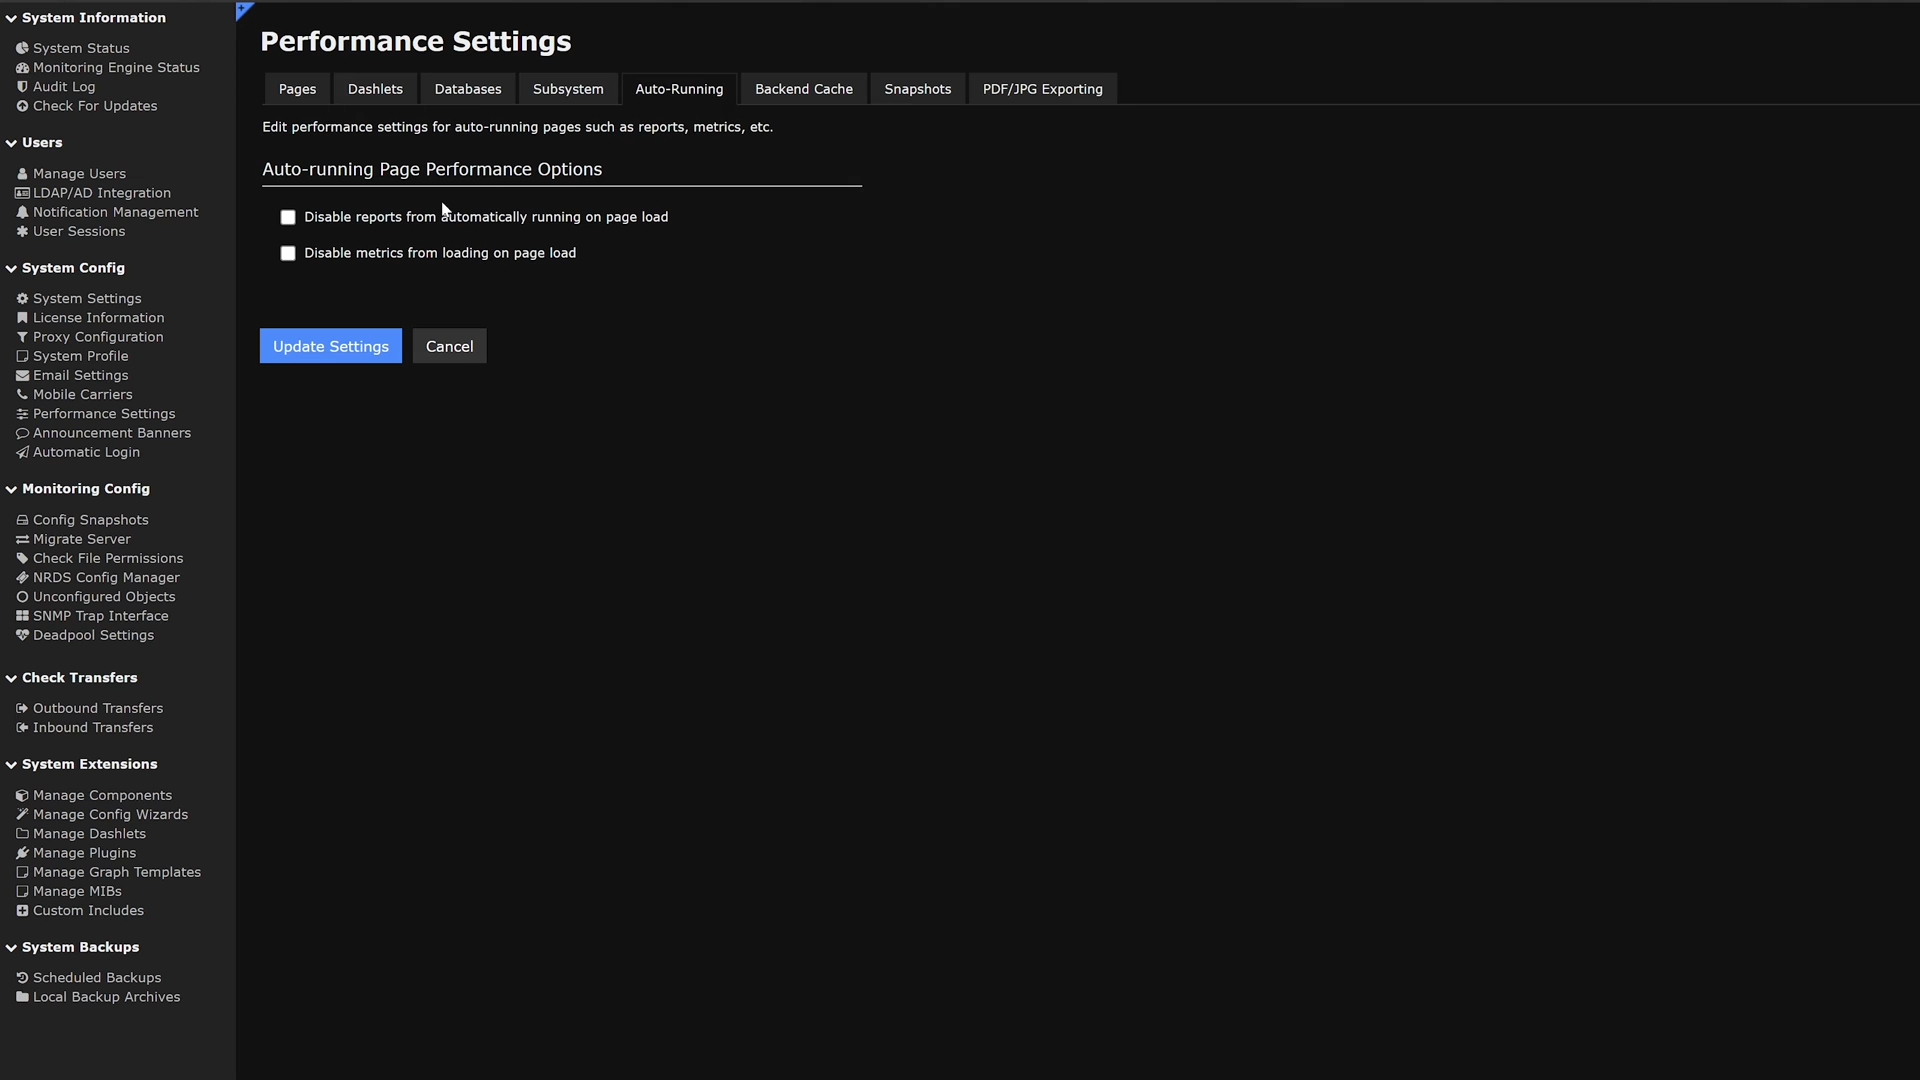 System Information
System Status
Monitoring Engine Status
Audit Log
Check For Updates
Users
Manage Users
LDAP/AD Integration
Notification Management
User Sessions
System Config
System Settings
License Information
Proxy Configuration
System Profile
Email Settings
Mobile Carriers
Performance Settings
Announcement Banners
Automatic Login
Monitoring Config
Config Snapshots
Migrate Server
Check File Permissions
NRDS Config Manager
Unconfigured Objects
SNMP Trap Interface
Deadpool Settings
Check Transfers
Outbound Transfers
Inbound Transfers
System Extensions
Manage Components
Manage Config Wizards
Manage Dashlets
Manage Plugins
Manage Graph Templates
Manage MIBs
Custom Includes
System Backups
Scheduled Backups
Local Backup Archives
Performance Settings
Pages Dashlets Databases Subsystem Auto-Running Backend Cache Snapshots PDF/JPG Exporting
Edit performance settings for auto-running pages such as reports, metrics, etc.
Auto-running Page Performance Options
Disable reports from automatically running on page load
Disable metrics from loading on page load
Update Settings Cancel